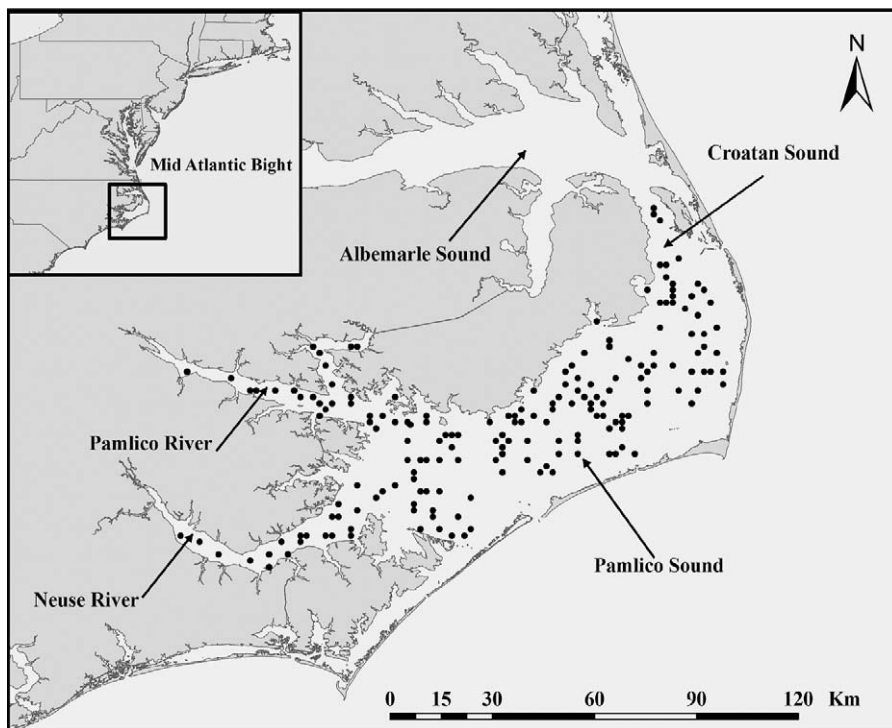 N
Mid Atlantic Bight
Croatan Sound
Albemarle Sound
Pamlico River
Pamlico Sound
Neuse River
0 15 30 60 90 120 Km